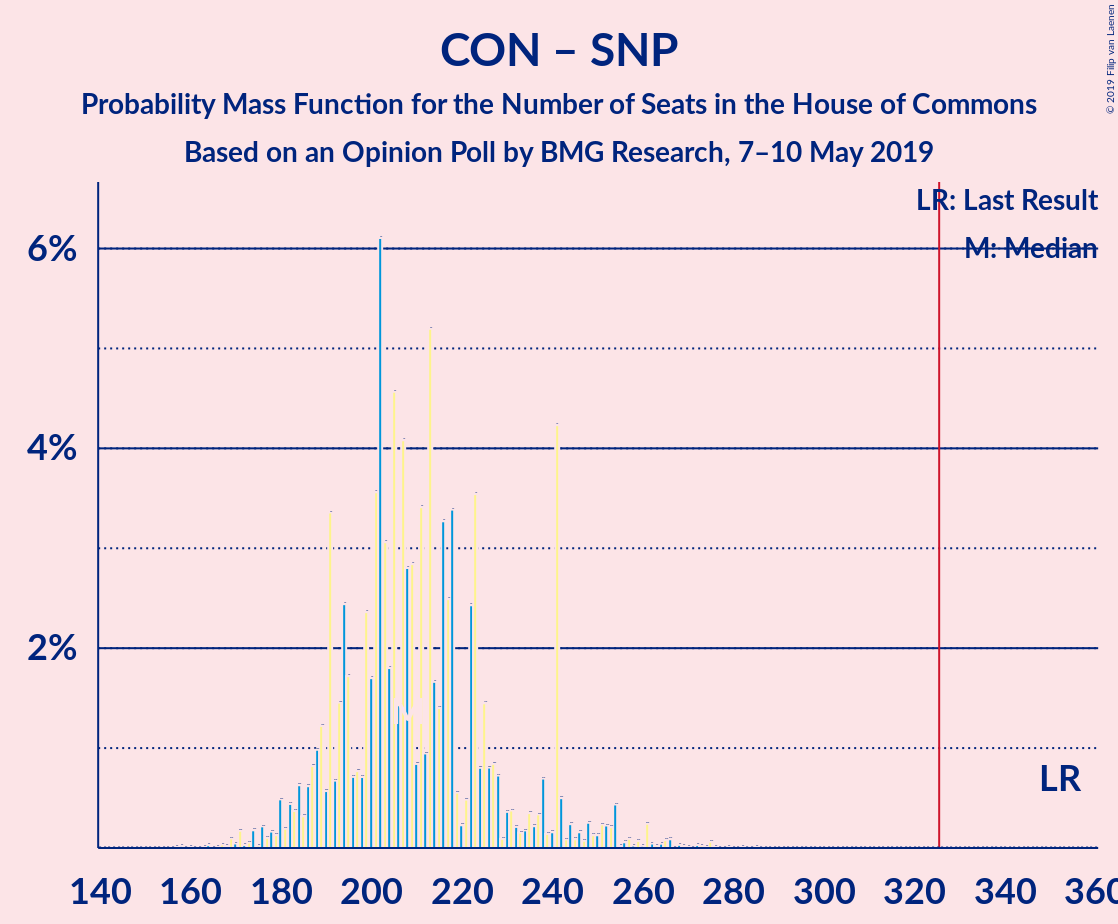 CON – SNP
Probability Mass Function for the Number of Seats in the House of Commons
Based on an Opinion Poll by BMG Research, 7–10 May 2019
© 2019 Filip van Laenen
LR: Last Result
M: Median
6%
4%
2%
LR
140 160 180 200 220 240 260 280 300 320 340 360